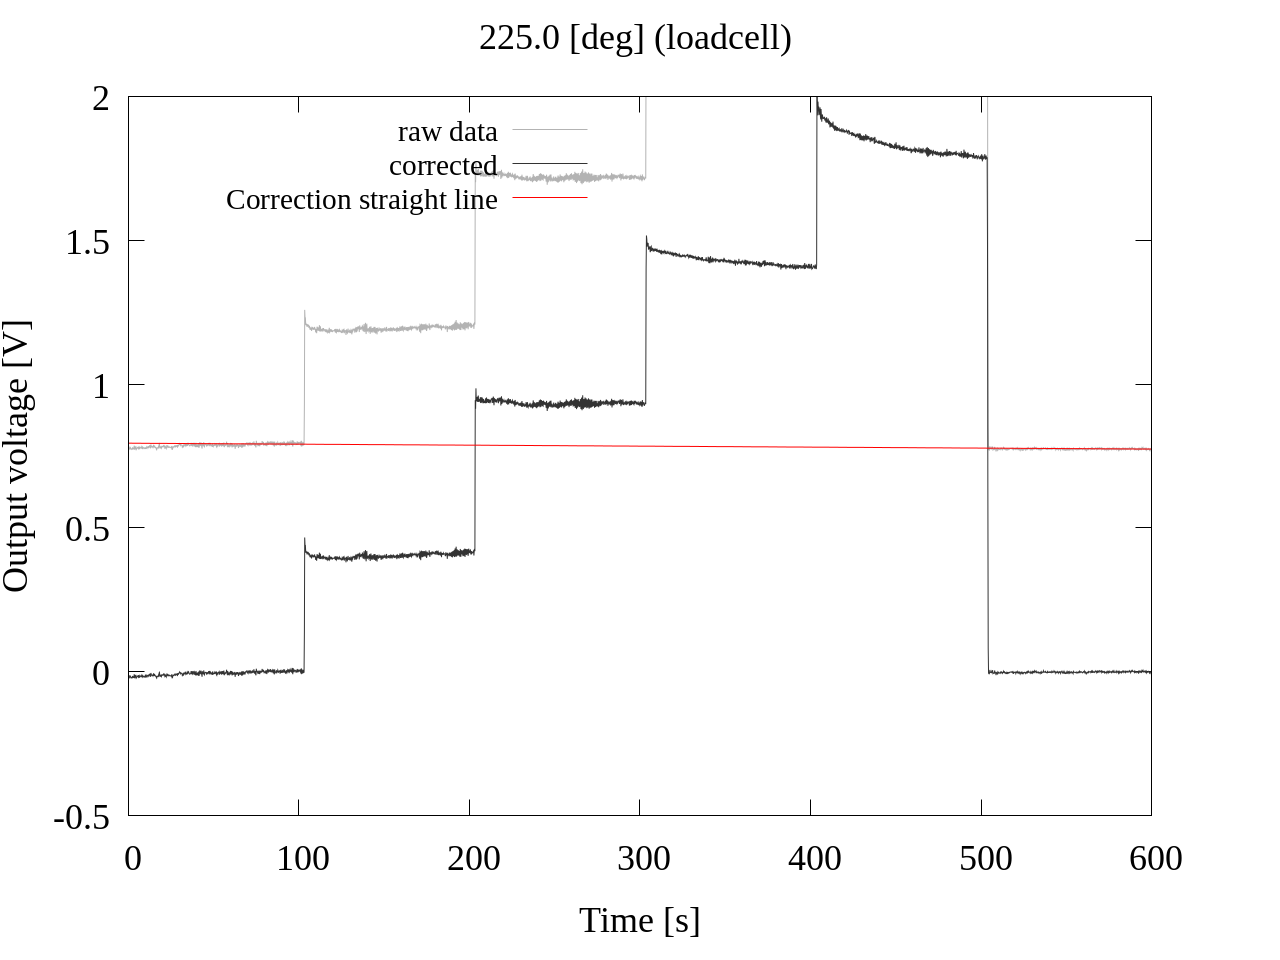 225.0 [deg] (loadcell)
2
raw data
corrected
Correction straight line
1.5
1
0.5
0
-0.5
Output voltage [V]
0 100 200 300 400 500 600
Time [s]